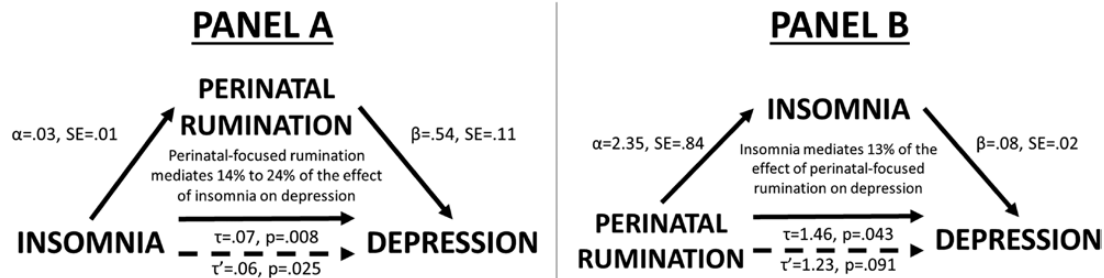 PANEL A
PERINATAL
RUMINATION
α=.03, SE=.01
β=.54, SE=.11
Perinatal-focused rumination
mediates 14% to 24% of the effect
of insomnia on depression
INSOMNIA
τ=.07, p=.008
τ’=.06, p=.025
DEPRESSION
PANEL B
INSOMNIA
α=2.35, SE=.84
β=.08, SE=.02
Insomnia mediates 13% of the
effect of perinatal-focused
rumination on depression
PERINATAL
RUMINATION
τ=1.46, p=.043
τ’=1.23, p=.091
DEPRESSION